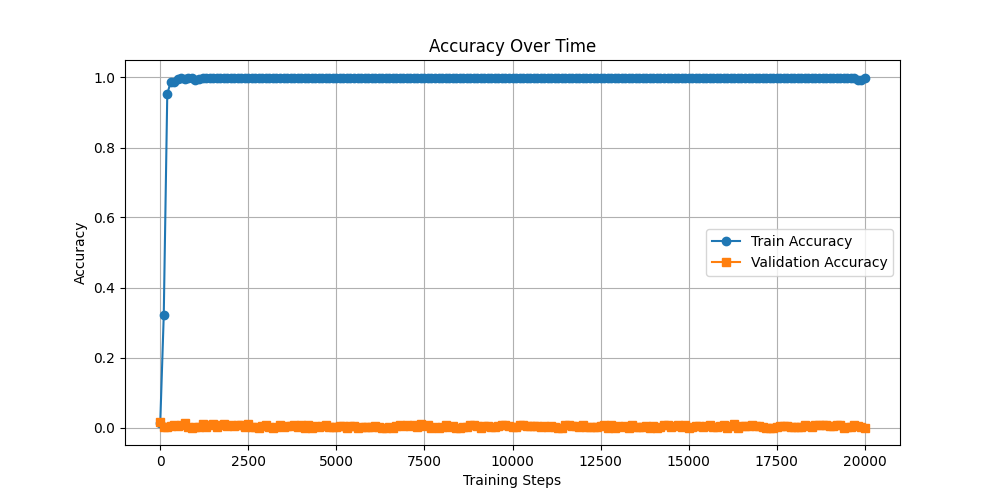 Accuracy Over Time
1.0
0.8
0.6
0.4
0.2
0.0
Accuracy
Train Accuracy
Validation Accuracy
0 2500 5000 7500 10000 12500 15000 17500 20000
Training Steps